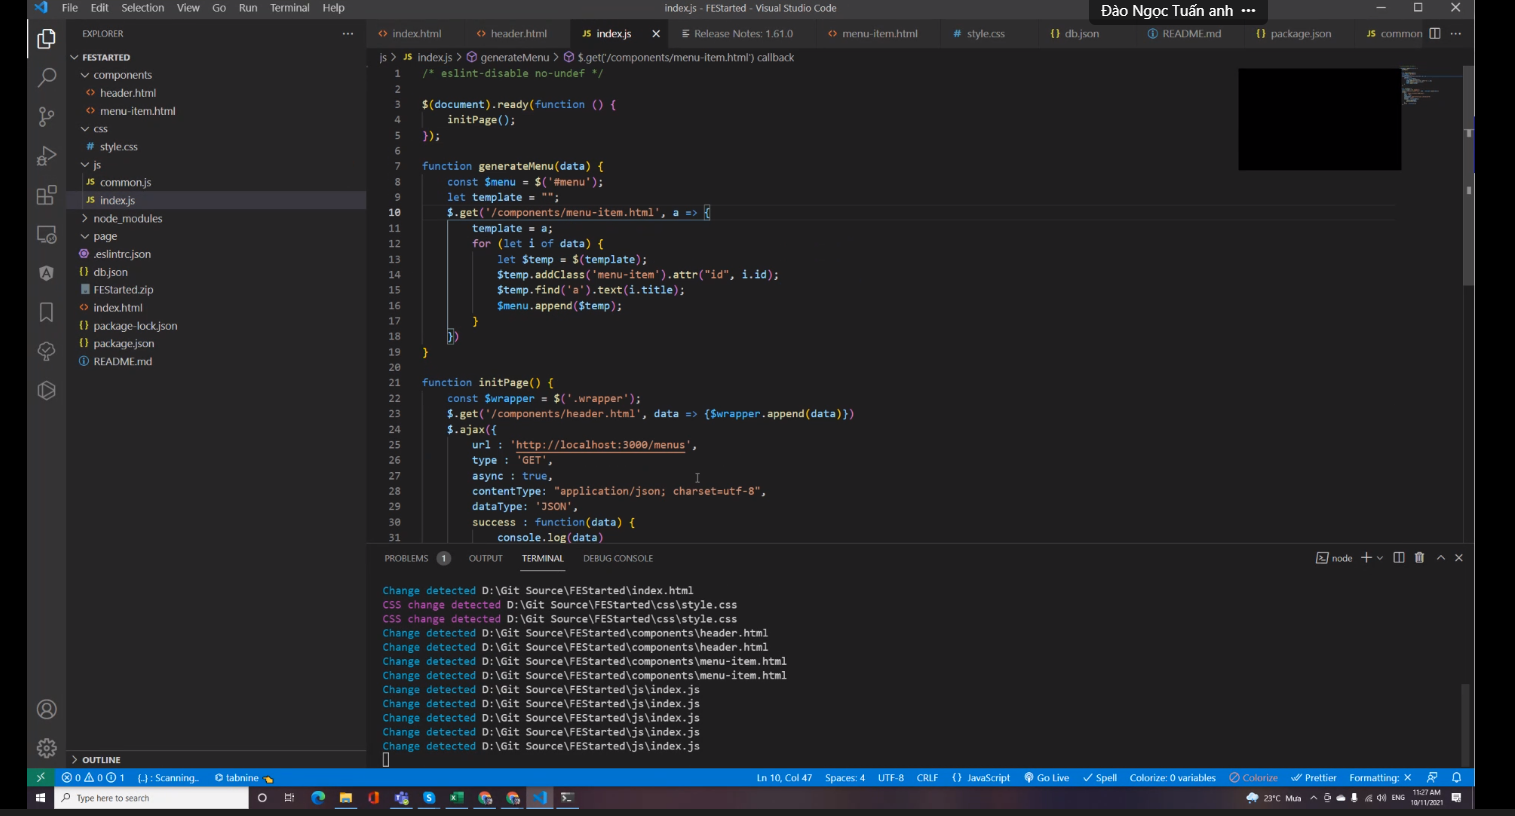 File Edit Selection View Go Run Terminal Help
index.js - FEStarted - Visual Studio Code
Đào Ngọc Tuấn anh •••
EXPLORER
FESTARTED
components
header.html
menu-item.html
css
style.css
js
common.js
index.js
node_modules
page
.eslintrc.json
db.json
FEStarted.zip
index.html
package-lock.json
package.json
README.md
OUTLINE
index.html header.html index.js Release Notes: 1.61.0 menu-item.html style.css db.json README.md package.json common
js > index.js > generateMenu > $.get('/components/menu-item.html') callback
1 /* eslint-disable no-undef */
2
3 $(document).ready(function () {
4 initPage();
5 });
6
7 function generateMenu(data) {
8 const $menu = $('#menu');
9 let template = "";
10 $.get('/components/menu-item.html', a => {
11 template = a;
12 for (let i of data) {
13 let $temp = $(template);
14 $temp.addClass('menu-item').attr("id", i.id);
15 $temp.find('a').text(i.title);
16 $menu.append($temp);
17 }
18 })
19 }
20
21 function initPage() {
22 const $wrapper = $('.wrapper');
23 $.get('/components/header.html', data => {$wrapper.append(data)})
24 $.ajax({
25 url : 'http://localhost:3000/menus',
26 type : 'GET',
27 async : true,
28 contentType: "application/json; charset=utf-8",
29 dataType: 'JSON',
30 success : function(data) {
31 console.log(data)
PROBLEMS 1 OUTPUT TERMINAL DEBUG CONSOLE
node
Change detected D:\Git Source\FEStarted\index.html
CSS change detected D:\Git Source\FEStarted\css\style.css
CSS change detected D:\Git Source\FEStarted\css\style.css
Change detected D:\Git Source\FEStarted\components\header.html
Change detected D:\Git Source\FEStarted\components\header.html
Change detected D:\Git Source\FEStarted\components\menu-item.html
Change detected D:\Git Source\FEStarted\components\menu-item.html
Change detected D:\Git Source\FEStarted\js\index.js
Change detected D:\Git Source\FEStarted\js\index.js
Change detected D:\Git Source\FEStarted\js\index.js
Change detected D:\Git Source\FEStarted\js\index.js
Change detected D:\Git Source\FEStarted\js\index.js
0 0 1 {..} : Scanning.. tabnine Ln 10, Col 47 Spaces: 4 UTF-8 CRLF {} JavaScript Go Live Spell Colorize: 0 variables Colorize Prettier Formatting: ×
Type here to search
23°C Mưa ENG
11:27 AM
10/11/2021